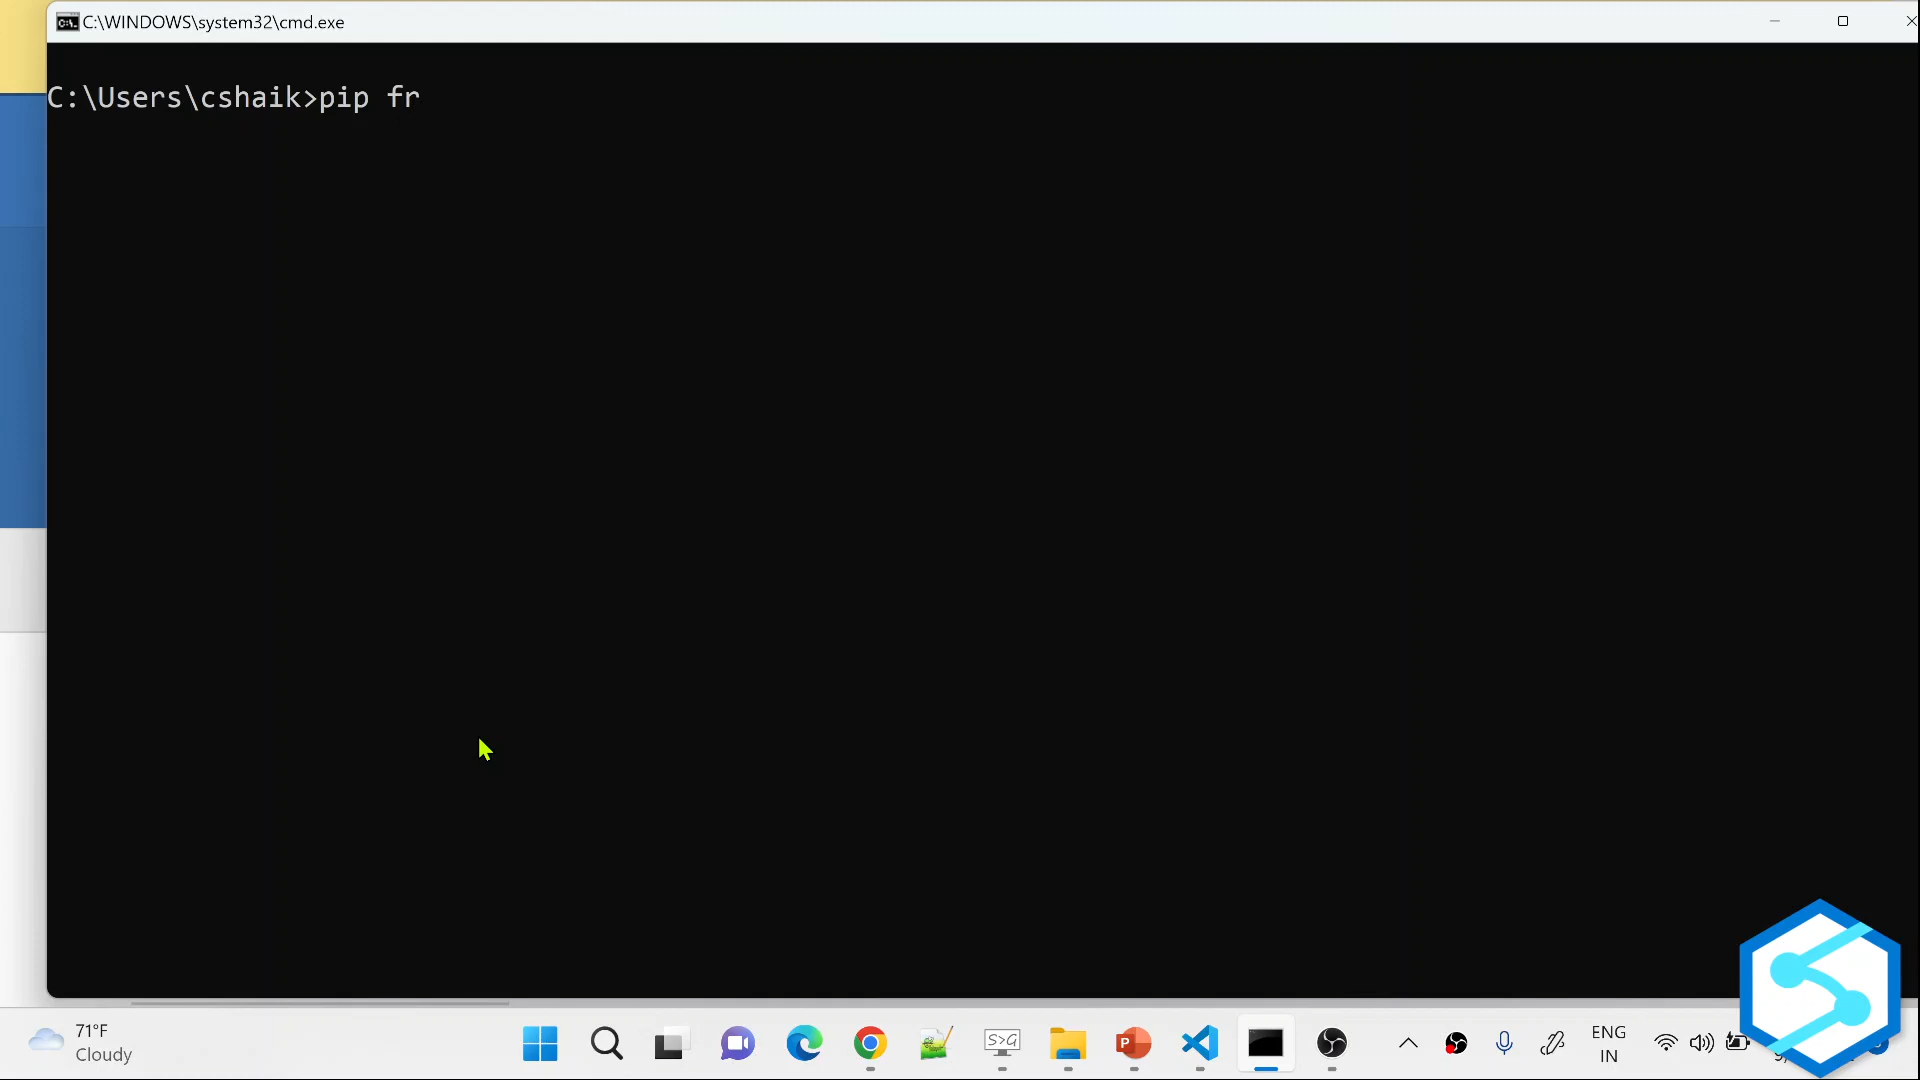 C:\WINDOWS\system32\cmd.exe
C:\Users\cshaik>pip fr
71°F
Cloudy
S>G
P
ENG
IN